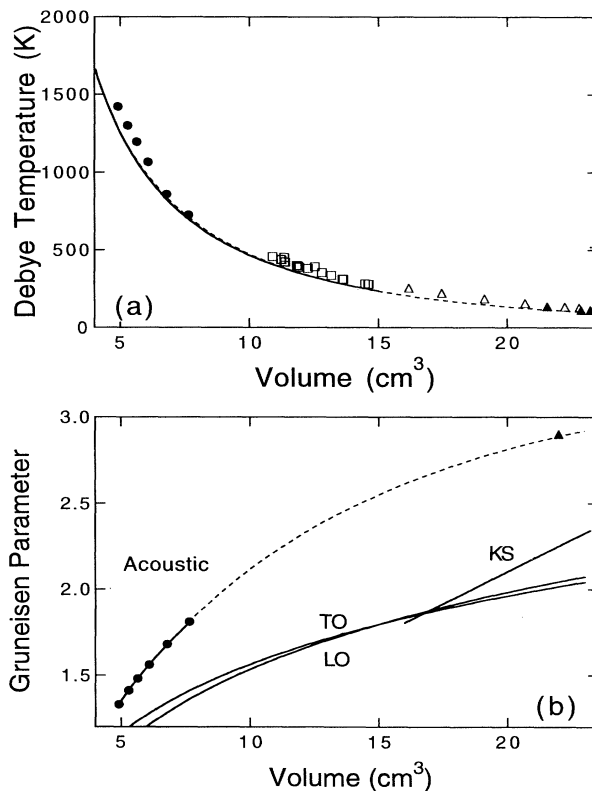 2000
1500
1000
500
0
Debye Temperature (K)
(a)
5
10
15
20
Volume (cm³)
3.0
2.5
2.0
1.5
Gruneisen Parameter
Acoustic
KS
TO
LO
(b)
5
10
15
20
Volume (cm³)